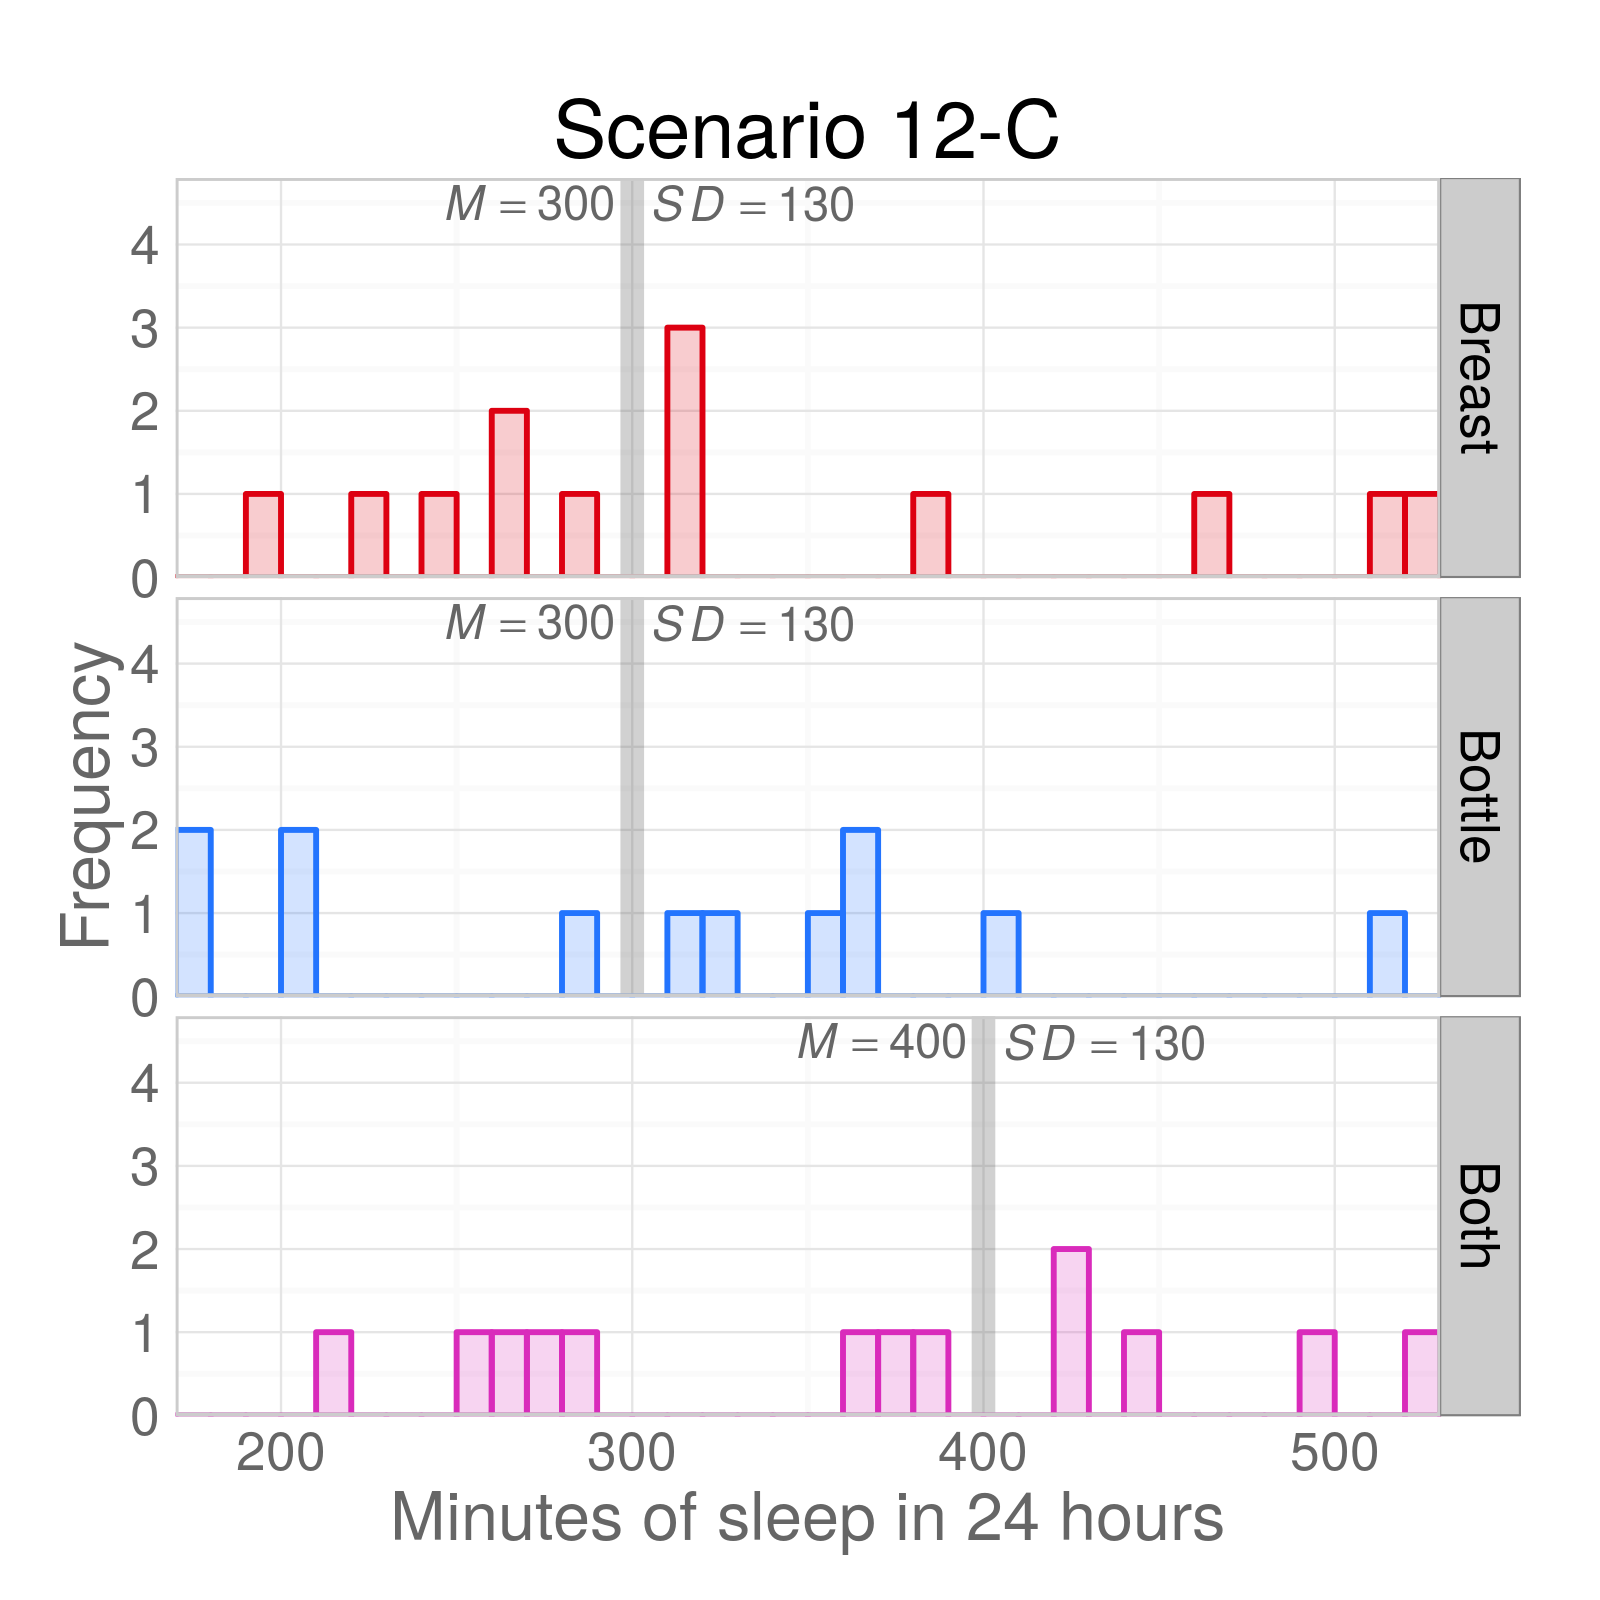 Scenario 12-C
M = 300 SD = 130
4
3
2
1
0
Breast
M = 300 SD = 130
4
3
2
1
0
Bottle
Frequency
M = 400 SD = 130
4
3
2
1
0
Both
200 300 400 500
Minutes of sleep in 24 hours